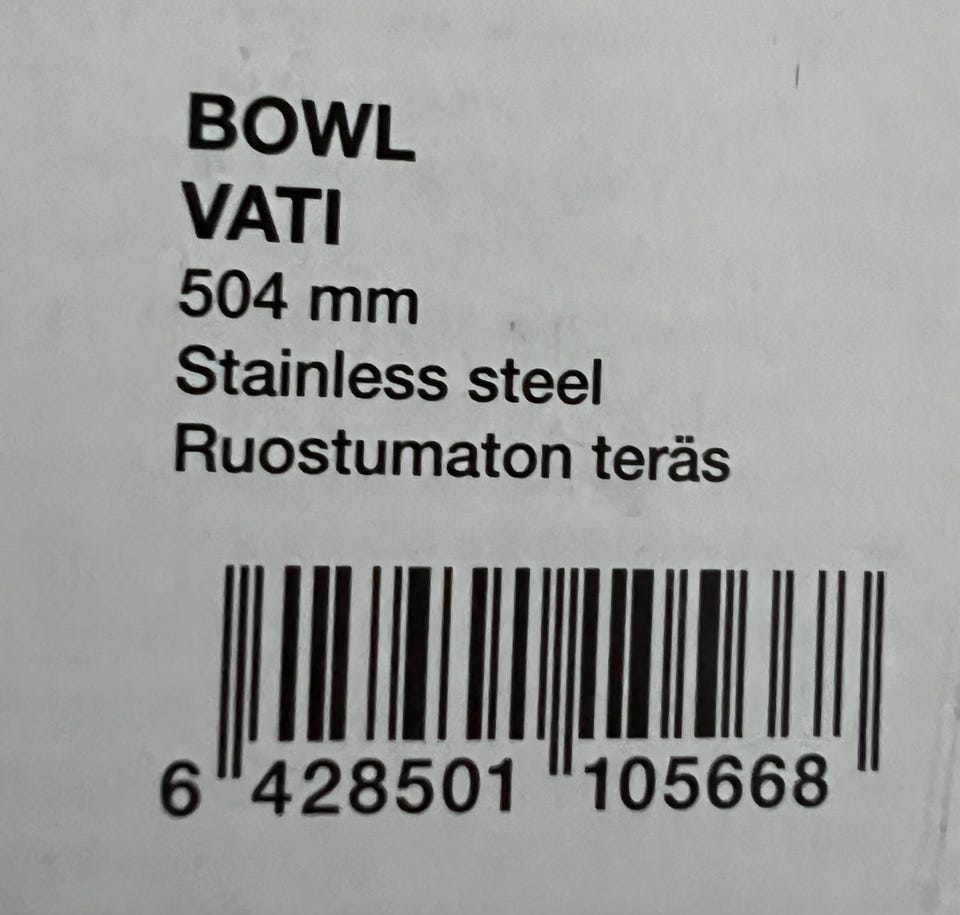 BOWL
VATI
504 mm
Stainless steel
Ruostumaton teräs
6 428501 105668